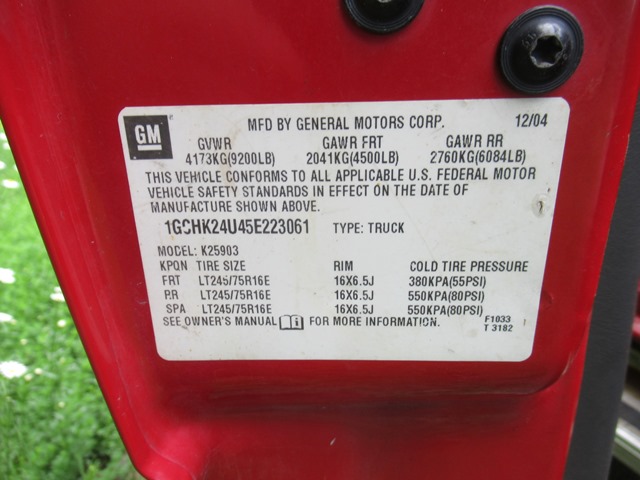 GM
MFD BY GENERAL MOTORS CORP. 12/04
GVWR GAWR FRT GAWR RR
4173KG(9200LB) 2041KG(4500LB) 2760KG(6084LB)
THIS VEHICLE CONFORMS TO ALL APPLICABLE U.S. FEDERAL MOTOR
VEHICLE SAFETY STANDARDS IN EFFECT ON THE DATE OF
MANUFACTURE SHOWN ABOVE.
1GCHK24U45E223061 TYPE: TRUCK
MODEL: K25903
KPQN TIRE SIZE RIM COLD TIRE PRESSURE
FRT LT245/75R16E 16X6.5J 380KPA(55PSI)
RR LT245/75R16E 16X6.5J 550KPA(80PSI)
SPA LT245/75R16E 16X6.5J 550KPA(80PSI)
SEE OWNER'S MANUAL FOR MORE INFORMATION. F1033
T 3182